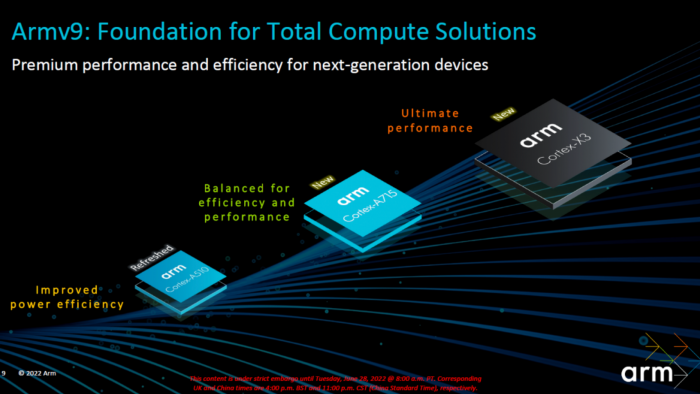 Armv9: Foundation for Total Compute Solutions
Premium performance and efficiency for next-generation devices
Ultimate
performance
New
arm
Cortex-X3
Balanced for
efficiency and
performance
New
arm
Cortex-A715
Refreshed
arm
Cortex-A510
Improved
power efficiency
9 © 2022 Arm
This content is under strict embargo until Tuesday, June 28, 2022 @ 8:00 a.m. PT. Corresponding
UK and China times are 4:00 p.m. BST and 11:00 p.m. CST (China Standard Time), respectively.
arm